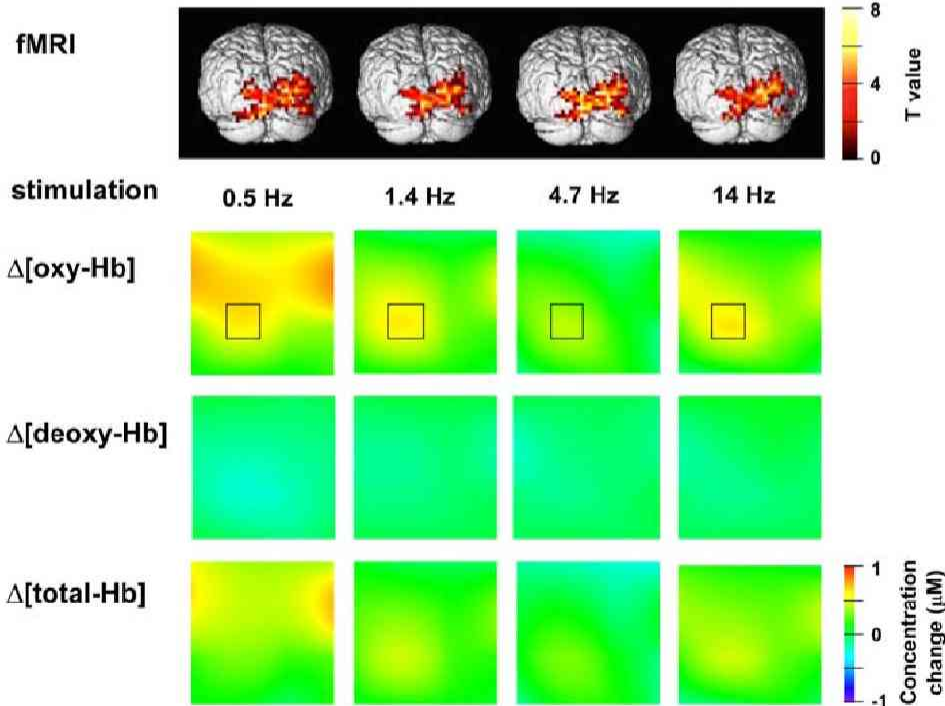 fMRI
8
4
0
T value
stimulation
0.5 Hz
1.4 Hz
4.7 Hz
14 Hz
Δ[oxy-Hb]
Δ[deoxy-Hb]
Δ[total-Hb]
1
0
-1
Concentration
change (μM)